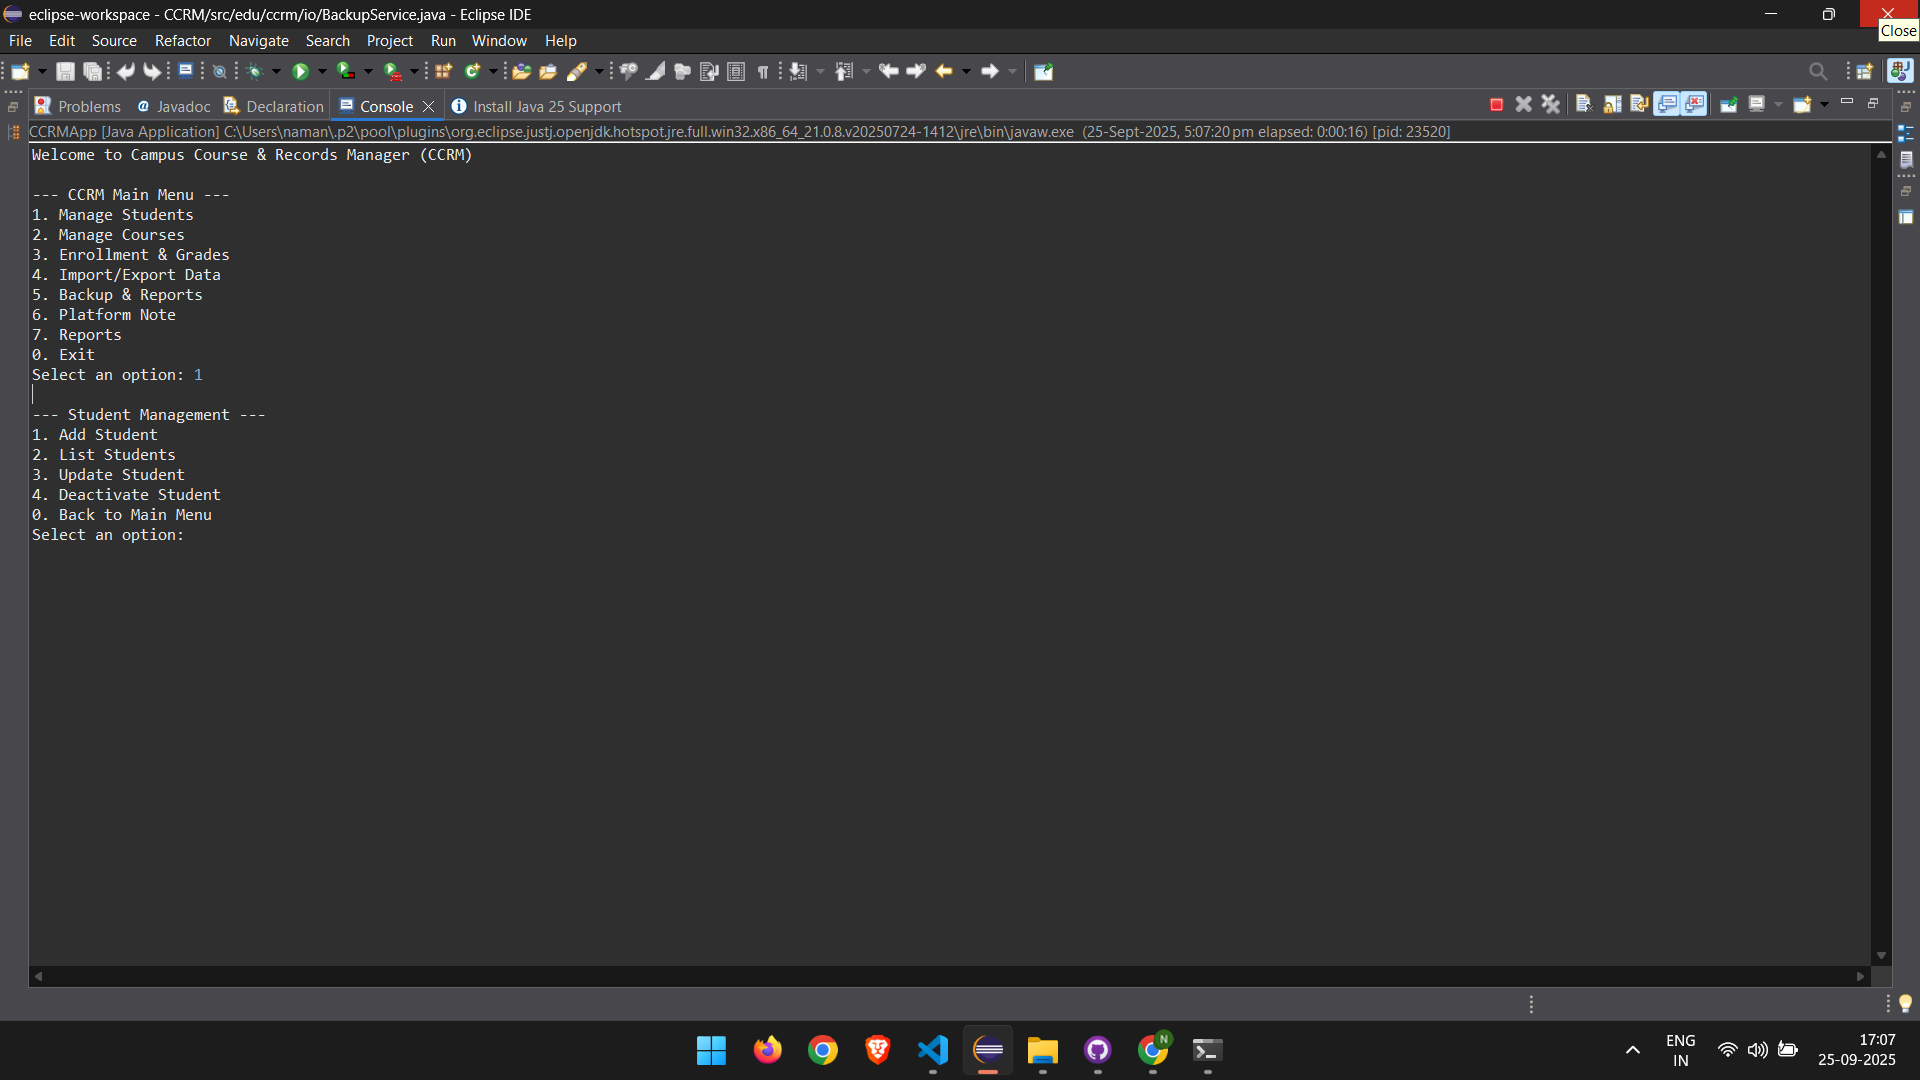 eclipse-workspace - CCRM/src/edu/ccrm/io/BackupService.java - Eclipse IDE
Close
File Edit Source Refactor Navigate Search Project Run Window Help
Problems @ Javadoc Declaration Console Install Java 25 Support
CCRMApp [Java Application] C:\Users\naman\.p2\pool\plugins\org.eclipse.justj.openjdk.hotspot.jre.full.win32.x86_64_21.0.8.v20250724-1412\jre\bin\javaw.exe (25-Sept-2025, 5:07:20 pm elapsed: 0:00:16) [pid: 23520]
Welcome to Campus Course & Records Manager (CCRM)
--- CCRM Main Menu ---
1. Manage Students
2. Manage Courses
3. Enrollment & Grades
4. Import/Export Data
5. Backup & Reports
6. Platform Note
7. Reports
0. Exit
Select an option: 1
--- Student Management ---
1. Add Student
2. List Students
3. Update Student
4. Deactivate Student
0. Back to Main Menu
Select an option:
N
ENG
IN
17:07
25-09-2025